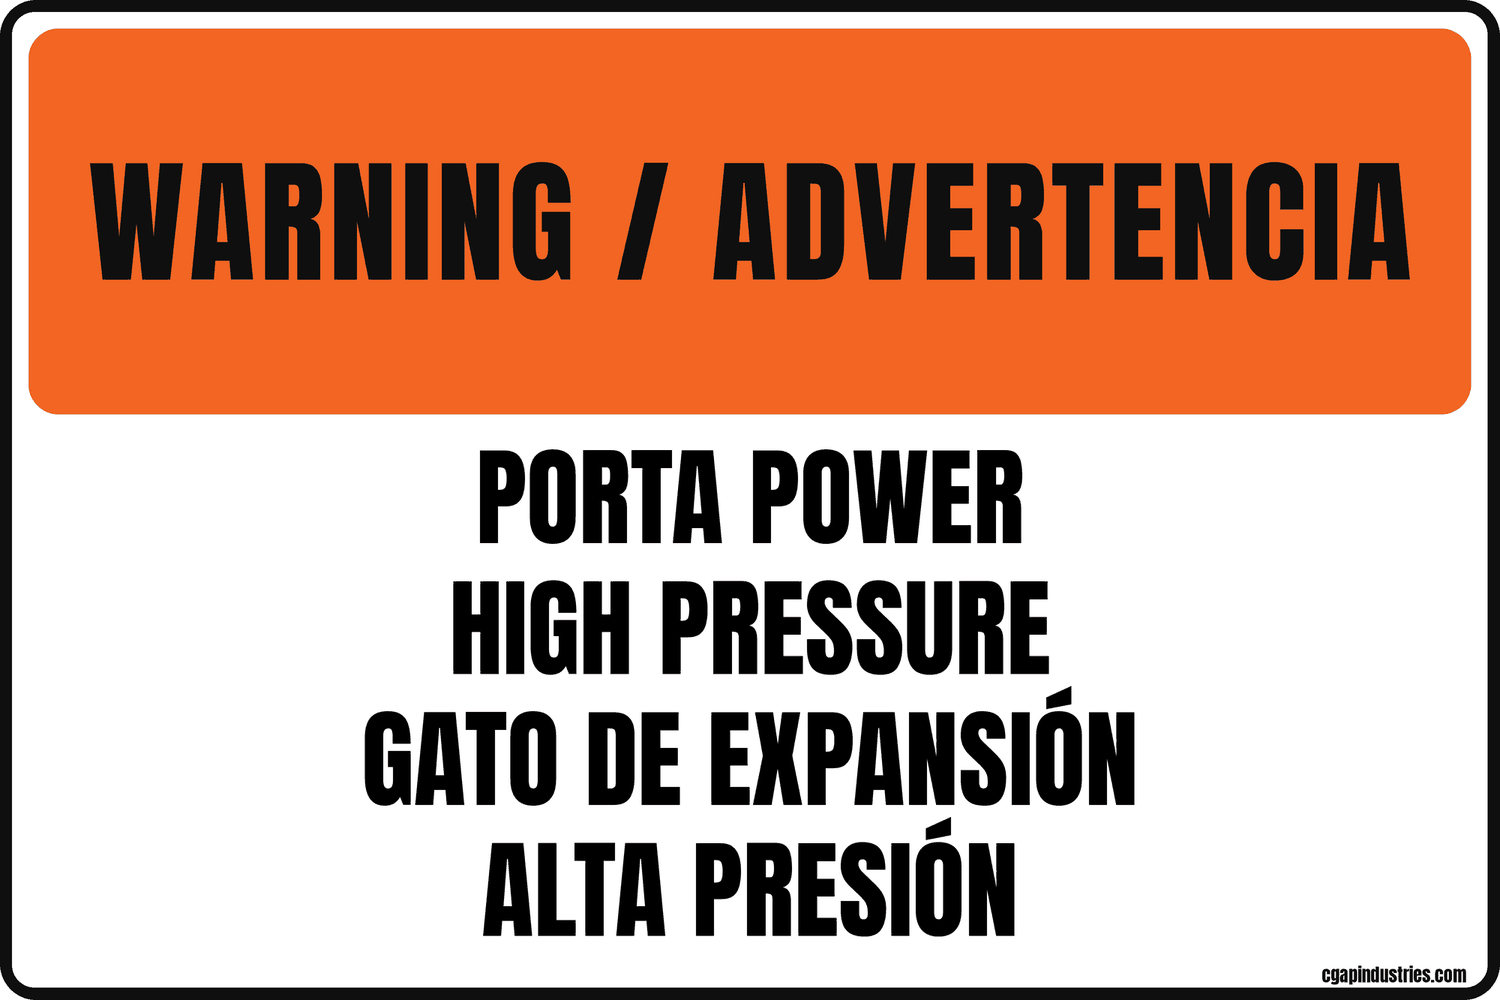 WARNING / ADVERTENCIA
PORTA POWER
HIGH PRESSURE
GATO DE EXPANSIÓN
ALTA PRESIÓN
cgapindustries.com